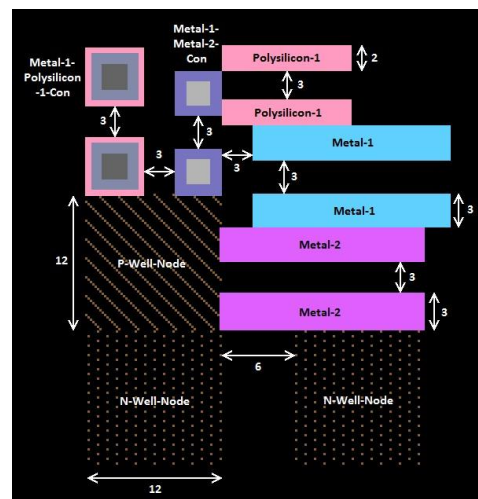 Metal-1-
Polysilicon
-1-Con
Metal-1-
Metal-2-
Con
Polysilicon-1
2
3
Polysilicon-1
3
3
3
3
Metal-1
3
Metal-1
3
12
P-Well-Node
Metal-2
3
Metal-2
3
6
N-Well-Node
N-Well-Node
12